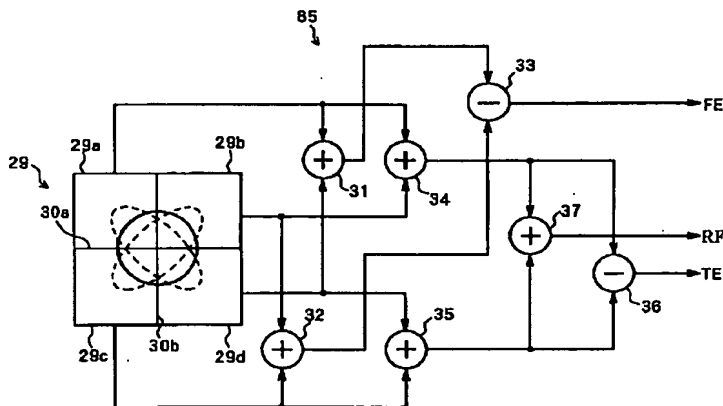 85
33
FE
29a
29b
29
31
34
30a
37
RF
TE
32
35
36
29c
30b
29d
+
+
−
+
−
+
+